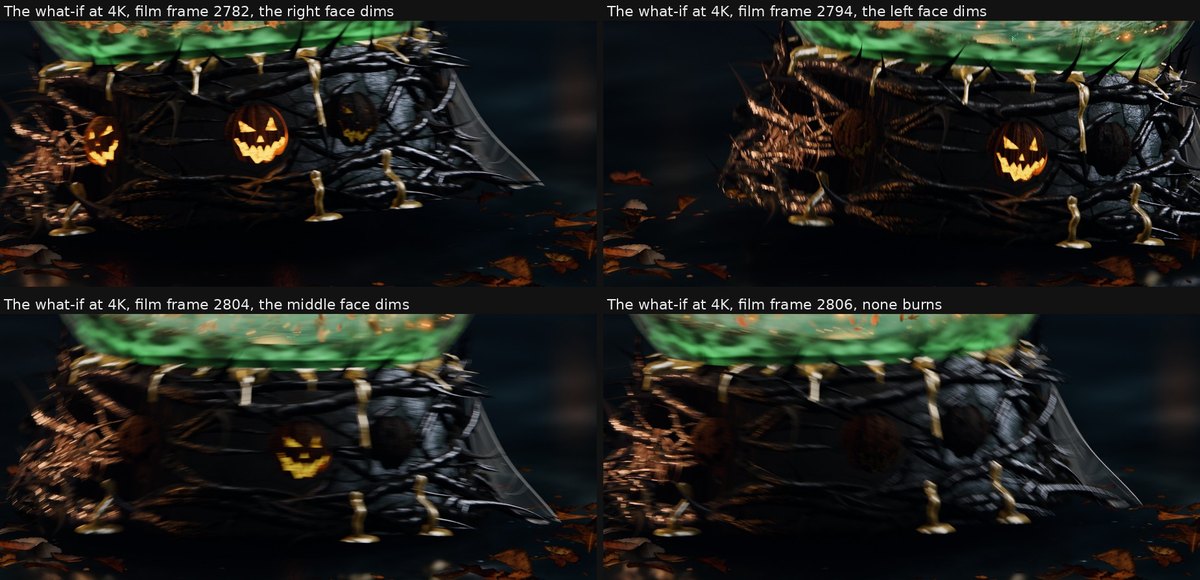 The what-if at 4K, film frame 2782, the right face dims
The what-if at 4K, film frame 2794, the left face dims
The what-if at 4K, film frame 2804, the middle face dims
The what-if at 4K, film frame 2806, none burns